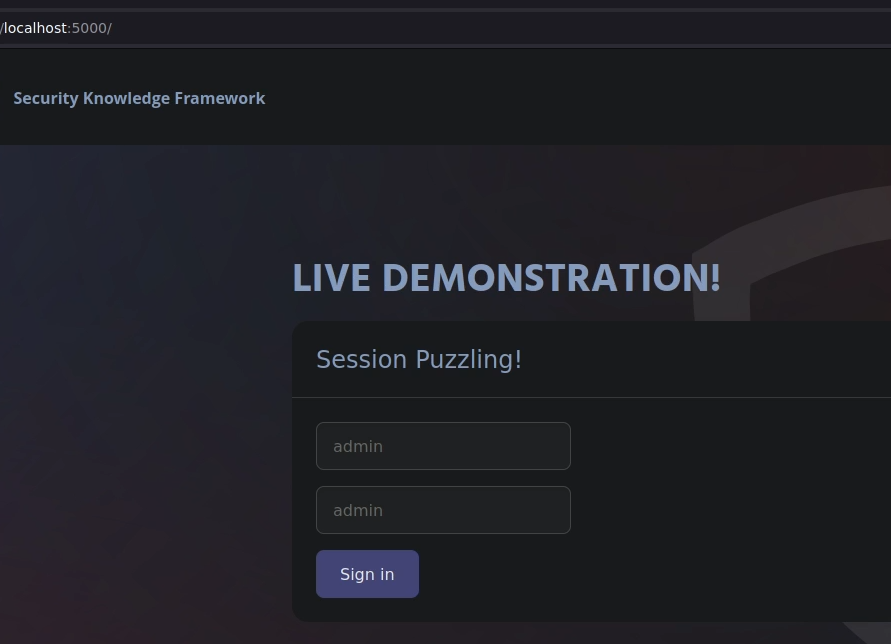 /localhost:5000/
Security Knowledge Framework
LIVE DEMONSTRATION!
Session Puzzling!
admin
admin
Sign in